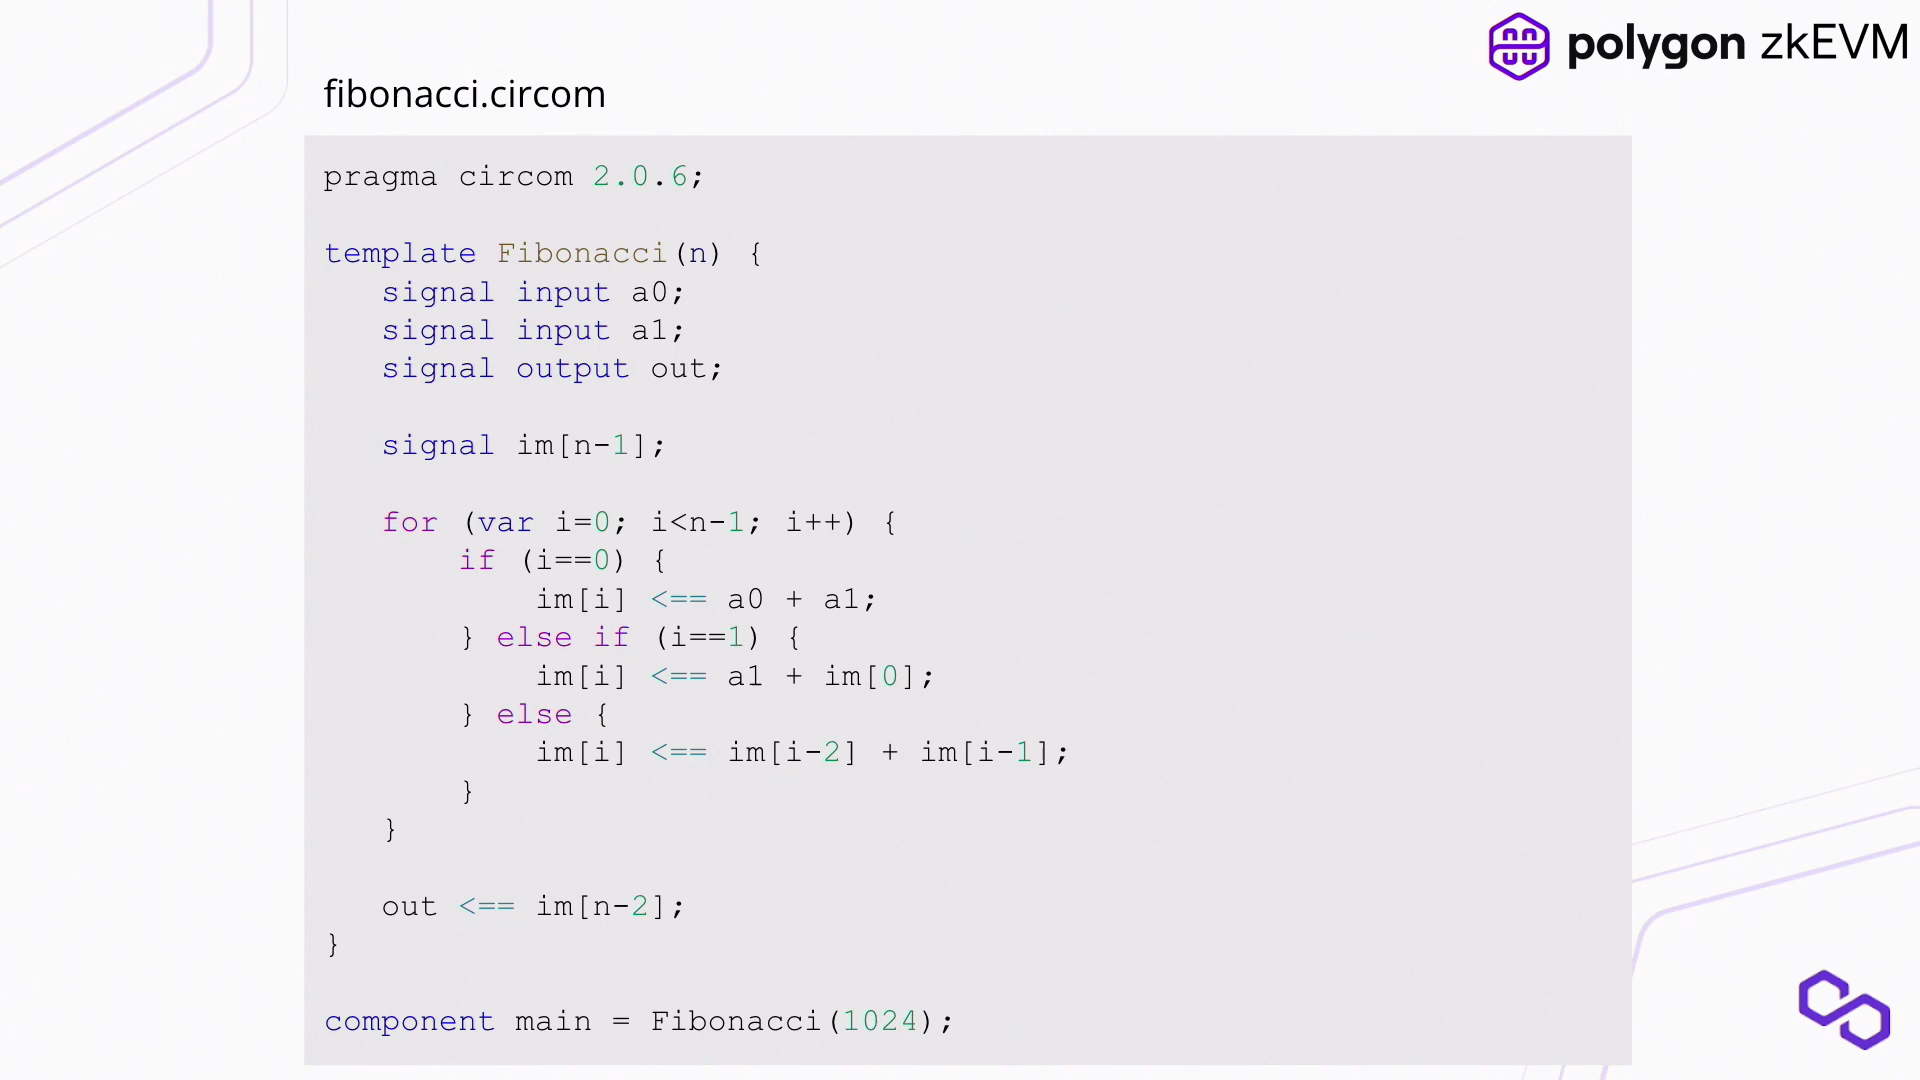 polygon zkEVM
fibonacci.circom
pragma circom 2.0.6;
template Fibonacci(n) {
signal input a0;
signal input a1;
signal output out;
signal im[n-1];
for (var i=0; i<n-1; i++) {
if (i==0) {
im[i] <== a0 + a1;
} else if (i==1) {
im[i] <== a1 + im[0];
} else {
im[i] <== im[i-2] + im[i-1];
}
}
out <== im[n-2];
}
component main = Fibonacci(1024);